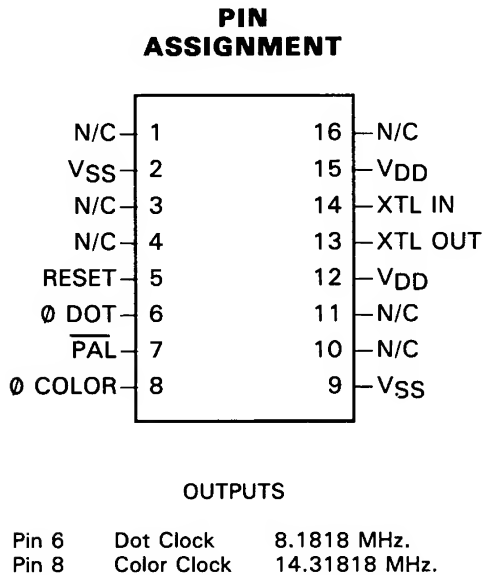 PIN
ASSIGNMENT
N/C 1 16 N/C
VSS 2 15 VDD
N/C 3 14 XTL IN
N/C 4 13 XTL OUT
RESET 5 12 VDD
Ø DOT 6 11 N/C
P̅A̅L̅ 7 10 N/C
Ø COLOR 8 9 VSS
OUTPUTS
Pin 6 Dot Clock 8.1818 MHz.
Pin 8 Color Clock 14.31818 MHz.